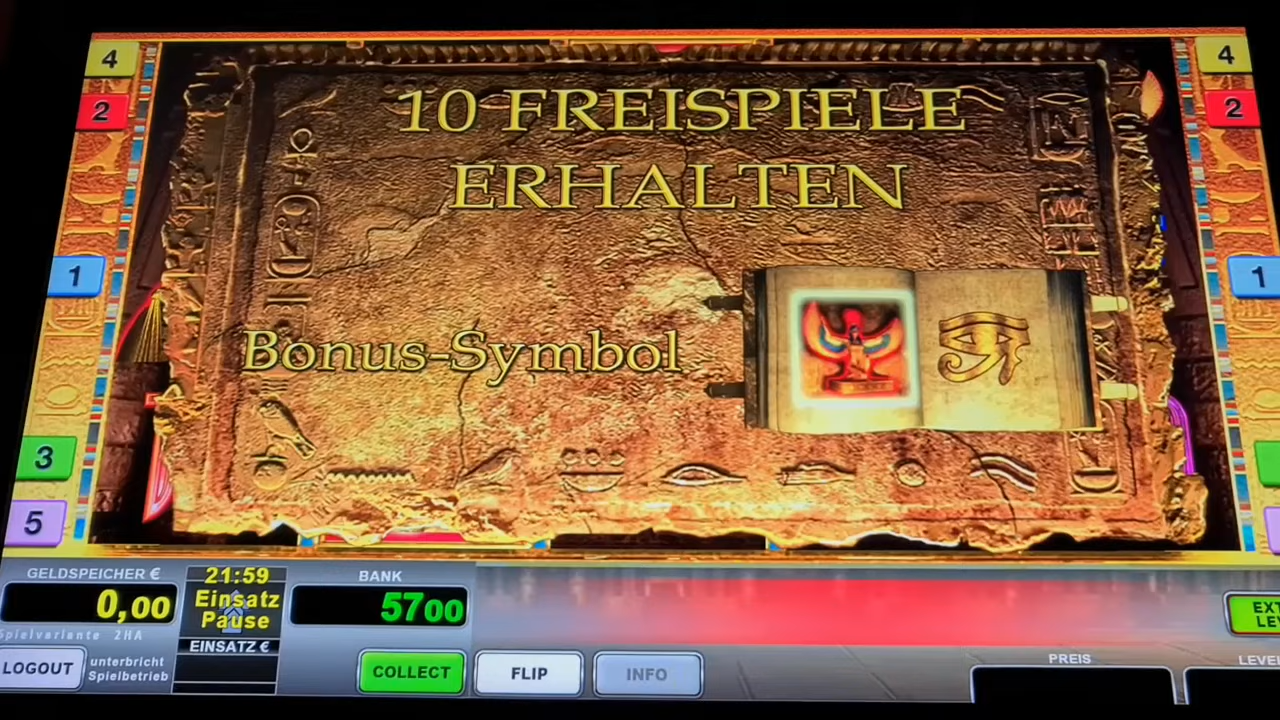 4
4
2
2
10 FREISPIELE
ERHALTEN
1
1
Bonus-Symbol
3
5
GELDSPEICHER €
21:59
BANK
0,00
Einsatz
Pause
5700
Spielvariante 2HA
EINSATZ €
LOGOUT
unterbricht
Spielbetrieb
COLLECT
FLIP
INFO
PREIS